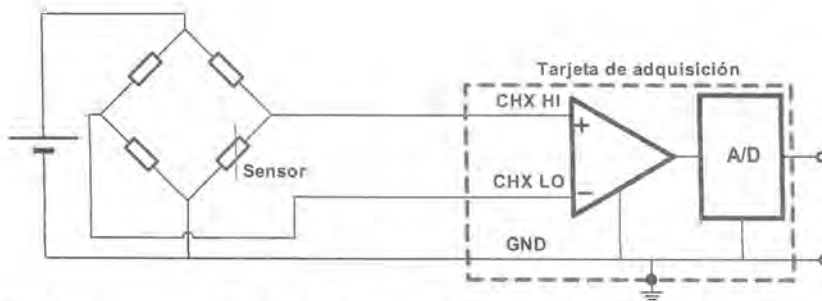 Tarjeta de adquisición
CHX HI
+
A/D
Sensor
CHX LO
−
GND